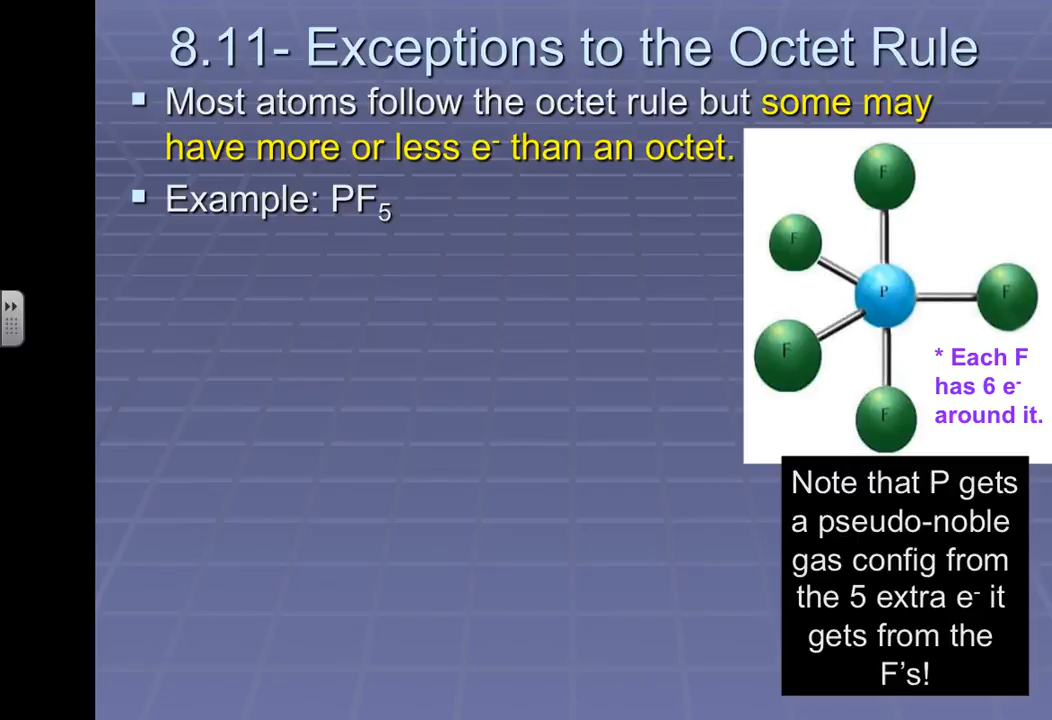 8.11- Exceptions to the Octet Rule
▪ Most atoms follow the octet rule but some may
have more or less e⁻ than an octet.
▪ Example: PF₅
F
F
P
F
F
F
* Each F
has 6 e⁻
around it.
Note that P gets
a pseudo-noble
gas config from
the 5 extra e⁻ it
gets from the
F's!